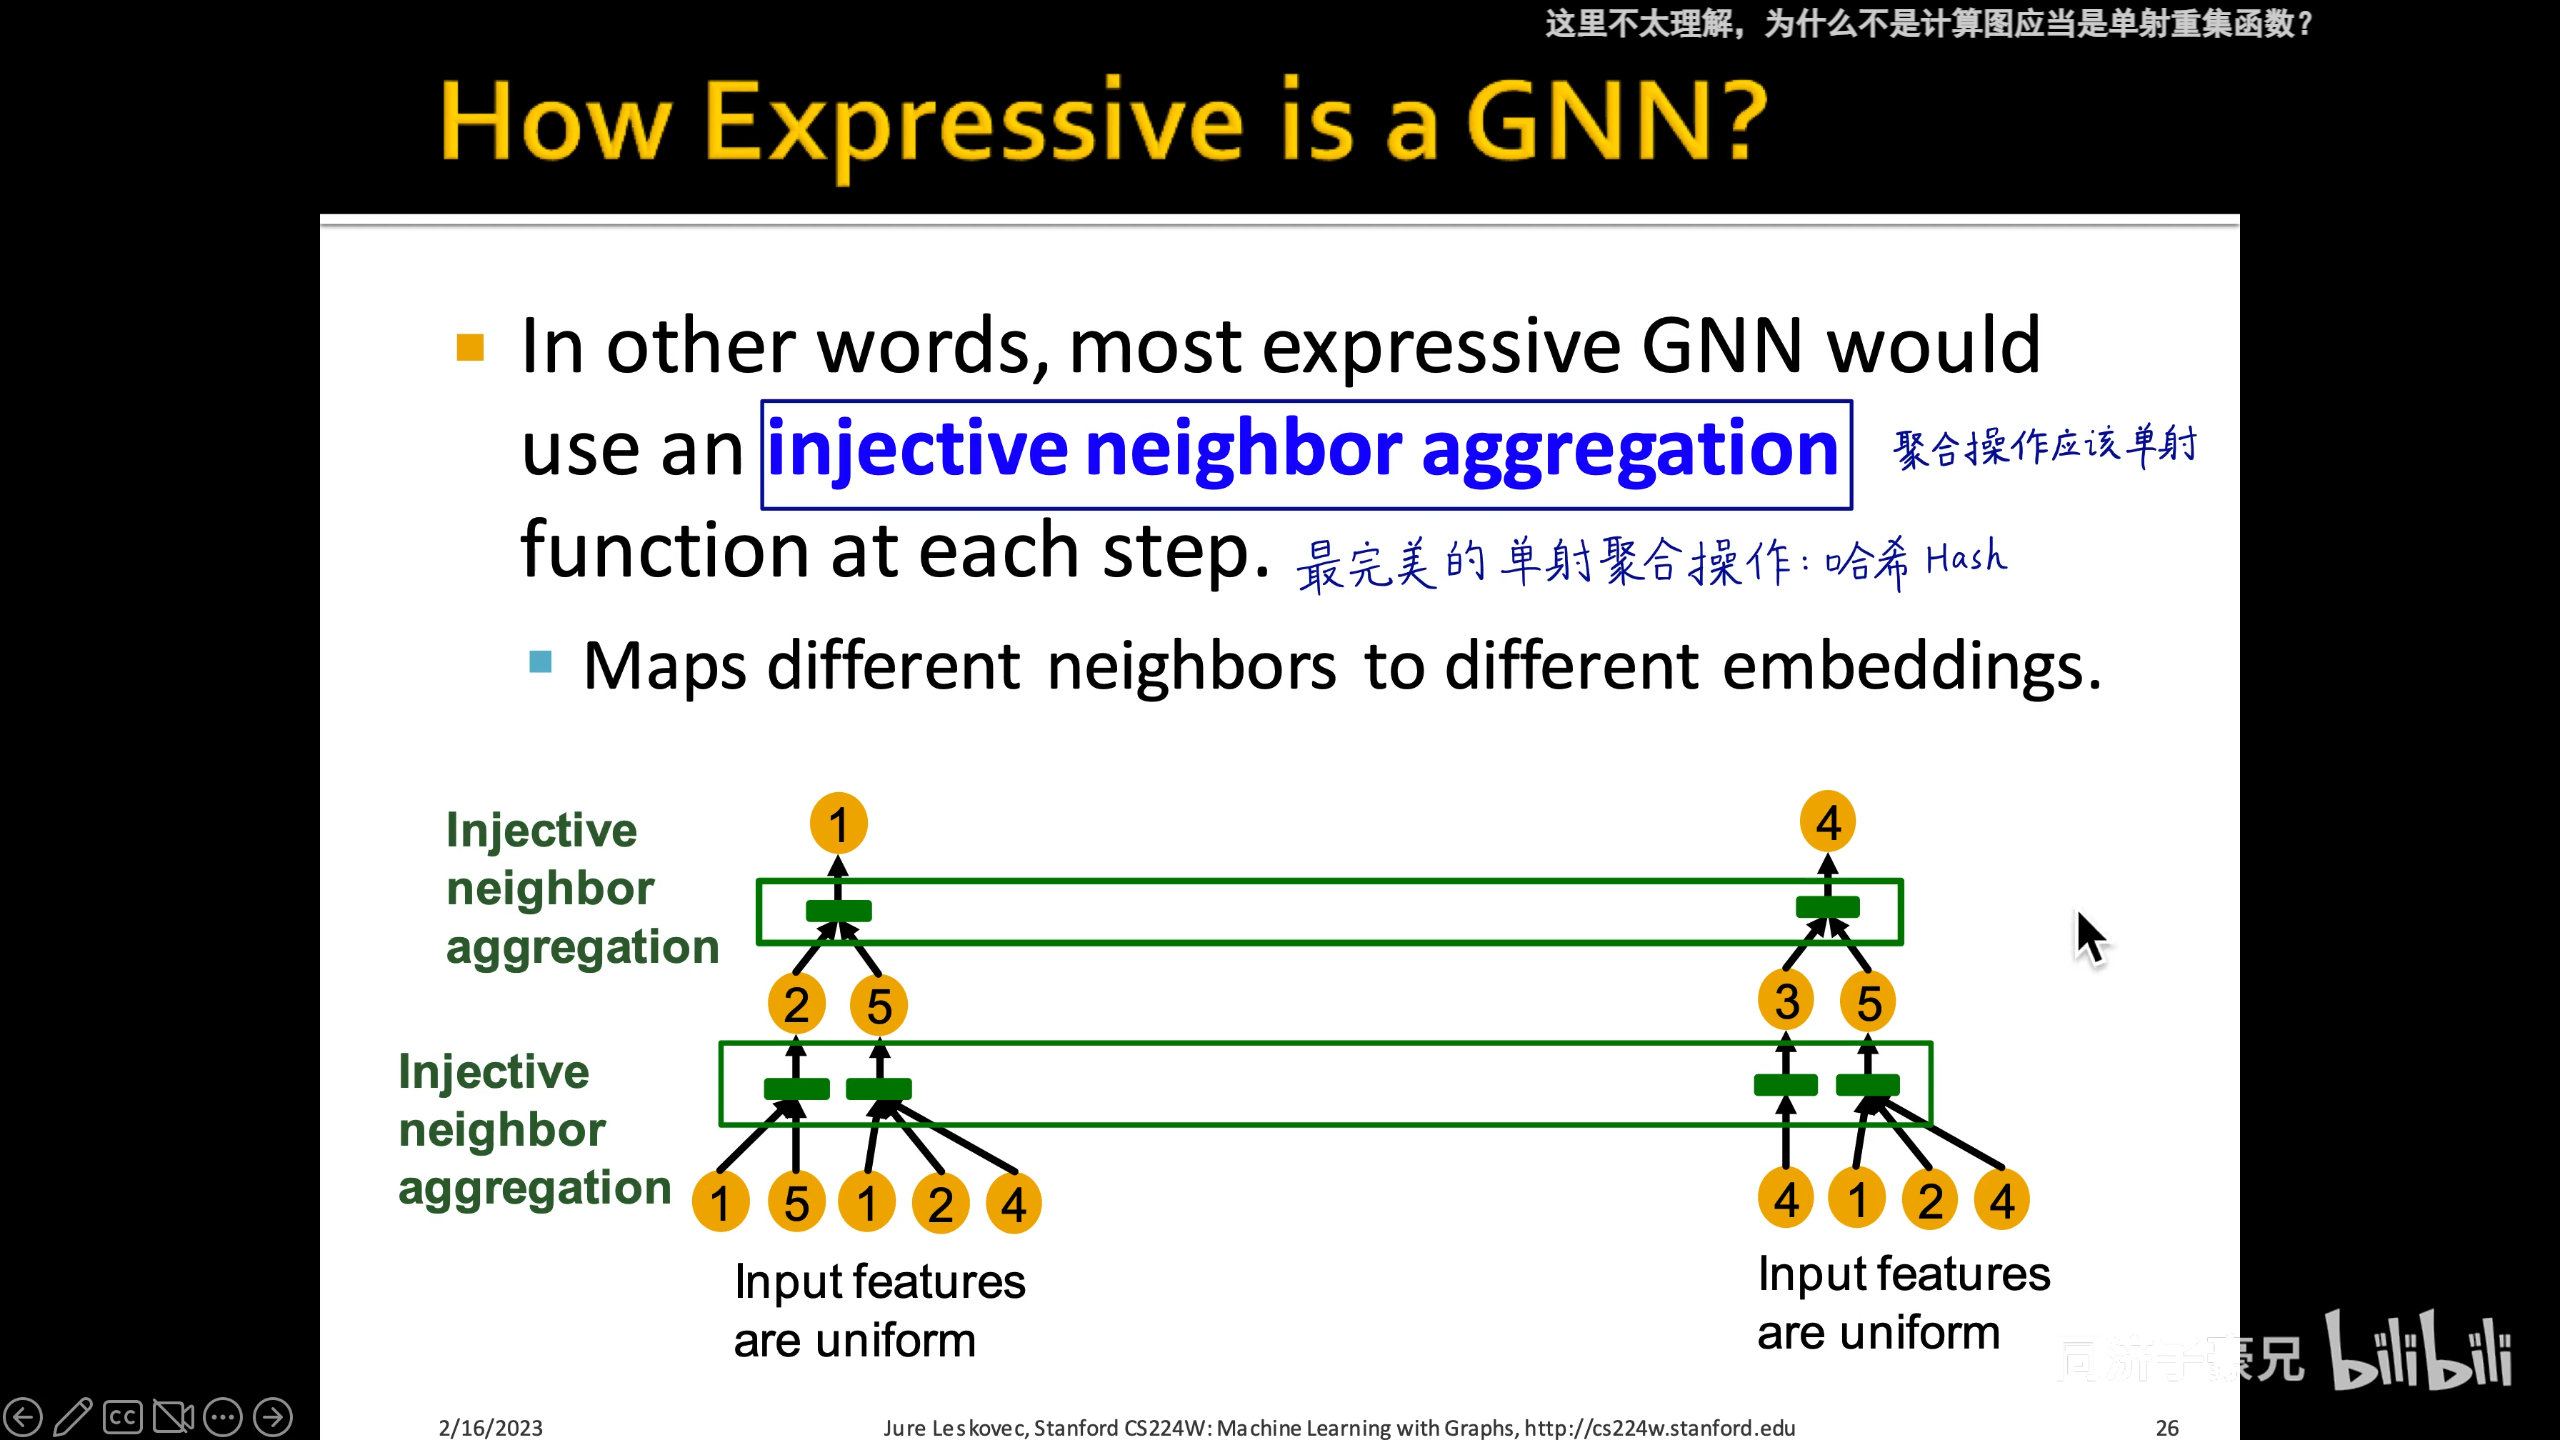 这里不太理解，为什么不是计算图应当是单射重集函数？
How Expressive is a GNN?
In other words, most expressive GNN would
use an injective neighbor aggregation
聚合操作应该单射
function at each step.
最完美的单射聚合操作：哈希 Hash
Maps different neighbors to different embeddings.
Injective
neighbor
aggregation
1
4
2 5
3 5
Injective
neighbor
aggregation
1 5 1 2 4
4 1 2 4
Input features
are uniform
Input features
are uniform
同济子豪兄 bilibili
CC
2/16/2023
Jure Leskovec, Stanford CS224W: Machine Learning with Graphs, http://cs224w.stanford.edu
26